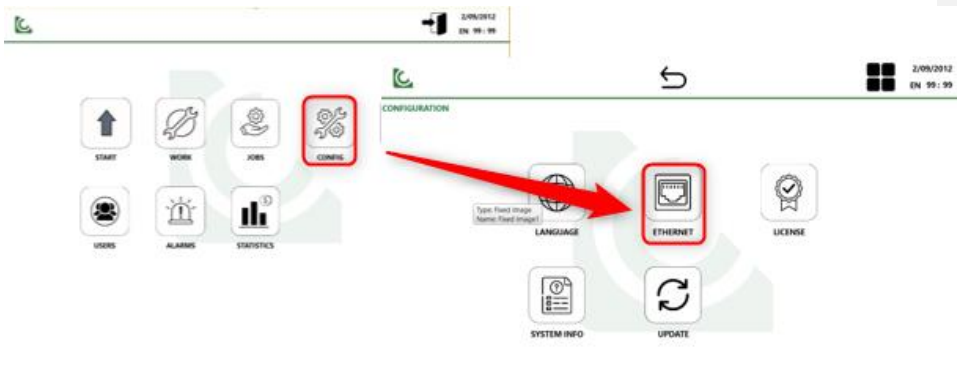 2/09/2012
EN 99 : 99
START
WORK
JOBS
CONFIG
USERS
ALARMS
STATISTICS
2/09/2012
EN 99 : 99
CONFIGURATION
Type: Fixed Image
Name: Fixed Image1
LANGUAGE
ETHERNET
LICENSE
SYSTEM INFO
UPDATE